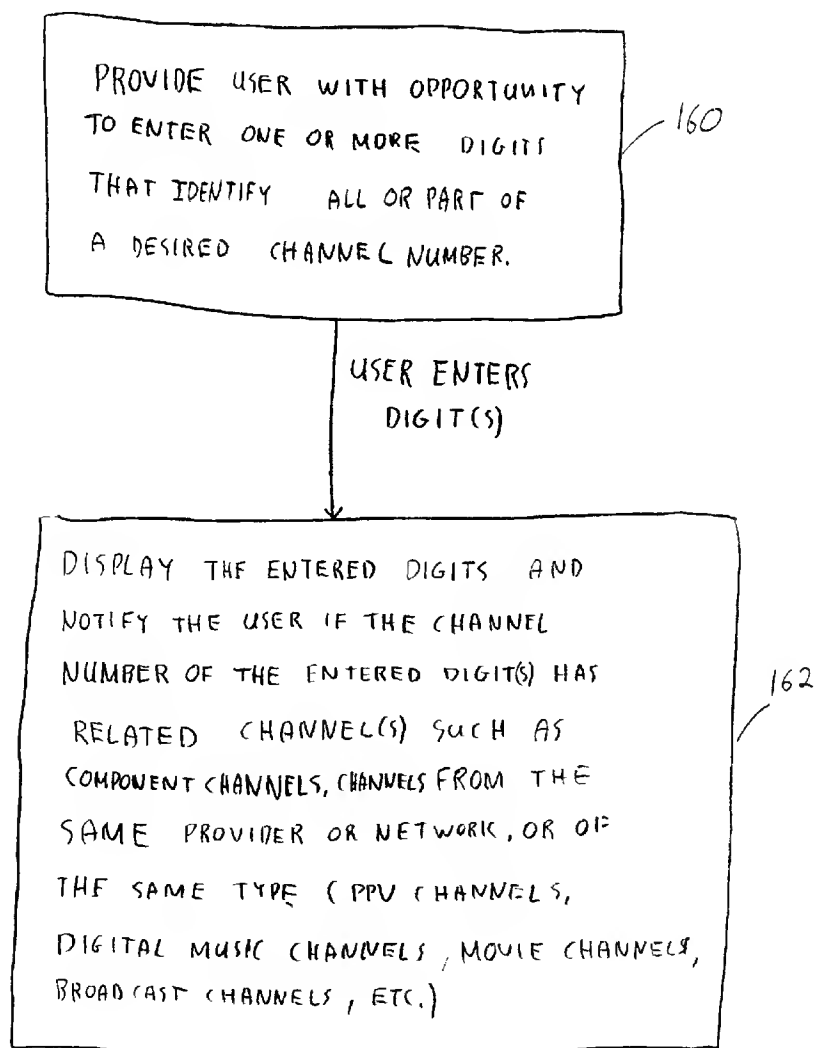 PROVIDE USER WITH OPPORTUNITY
TO ENTER ONE OR MORE DIGITS
THAT IDENTIFY ALL OR PART OF
A DESIRED CHANNEL NUMBER.
160
USER ENTERS
DIGIT(S)
DISPLAY THE ENTERED DIGITS AND
NOTIFY THE USER IF THE CHANNEL
NUMBER OF THE ENTERED DIGIT(S) HAS
RELATED CHANNEL(S) SUCH AS
COMPONENT CHANNELS, CHANNELS FROM THE
SAME PROVIDER OR NETWORK, OR OF
THE SAME TYPE (PPV CHANNELS,
DIGITAL MUSIC CHANNELS, MOVIE CHANNELS,
BROADCAST CHANNELS, ETC.)
162